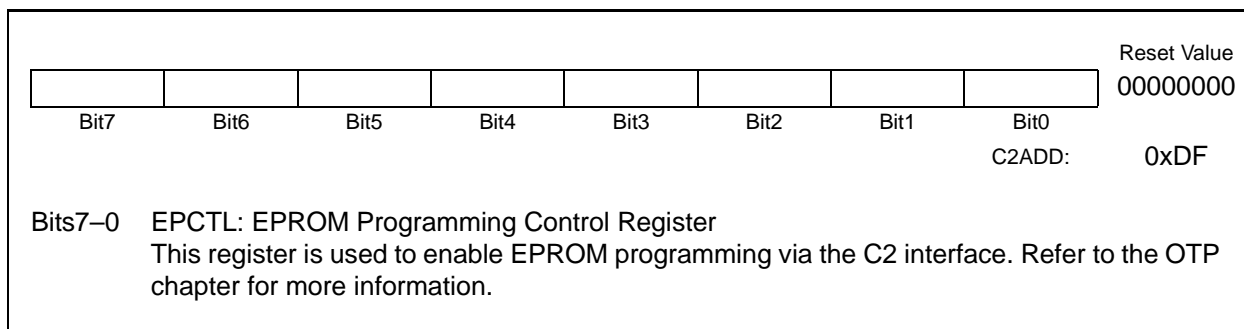 Reset Value
00000000
Bit7 Bit6 Bit5 Bit4 Bit3 Bit2 Bit1 Bit0
C2ADD: 0xDF
Bits7–0 EPCTL: EPROM Programming Control Register
This register is used to enable EPROM programming via the C2 interface. Refer to the OTP
chapter for more information.